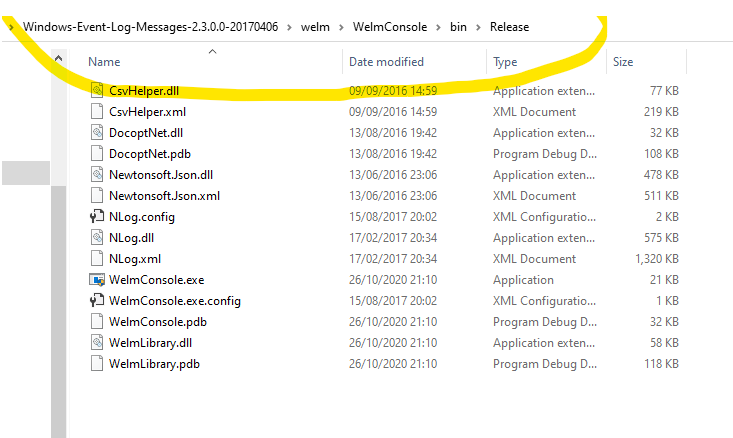 Windows-Event-Log-Messages-2.3.0.0-20170406 > welm > WelmConsole > bin > Release
Name Date modified Type Size
CsvHelper.dll 09/09/2016 14:59 Application exten... 77 KB
CsvHelper.xml 09/09/2016 14:59 XML Document 219 KB
DocoptNet.dll 13/08/2016 19:42 Application exten... 32 KB
DocoptNet.pdb 13/08/2016 19:42 Program Debug D... 108 KB
Newtonsoft.Json.dll 13/06/2016 23:06 Application exten... 478 KB
Newtonsoft.Json.xml 13/06/2016 23:06 XML Document 511 KB
NLog.config 15/08/2017 20:02 XML Configuratio... 2 KB
NLog.dll 17/02/2017 20:34 Application exten... 575 KB
NLog.xml 17/02/2017 20:34 XML Document 1,320 KB
WelmConsole.exe 26/10/2020 21:10 Application 21 KB
WelmConsole.exe.config 15/08/2017 20:02 XML Configuratio... 1 KB
WelmConsole.pdb 26/10/2020 21:10 Program Debug D... 32 KB
WelmLibrary.dll 26/10/2020 21:10 Application exten... 58 KB
WelmLibrary.pdb 26/10/2020 21:10 Program Debug D... 118 KB